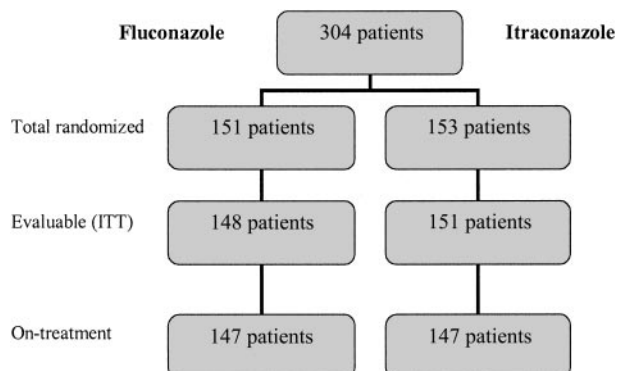 Fluconazole 304 patients Itraconazole
Total randomized 151 patients 153 patients
Evaluable (ITT) 148 patients 151 patients
On-treatment 147 patients 147 patients